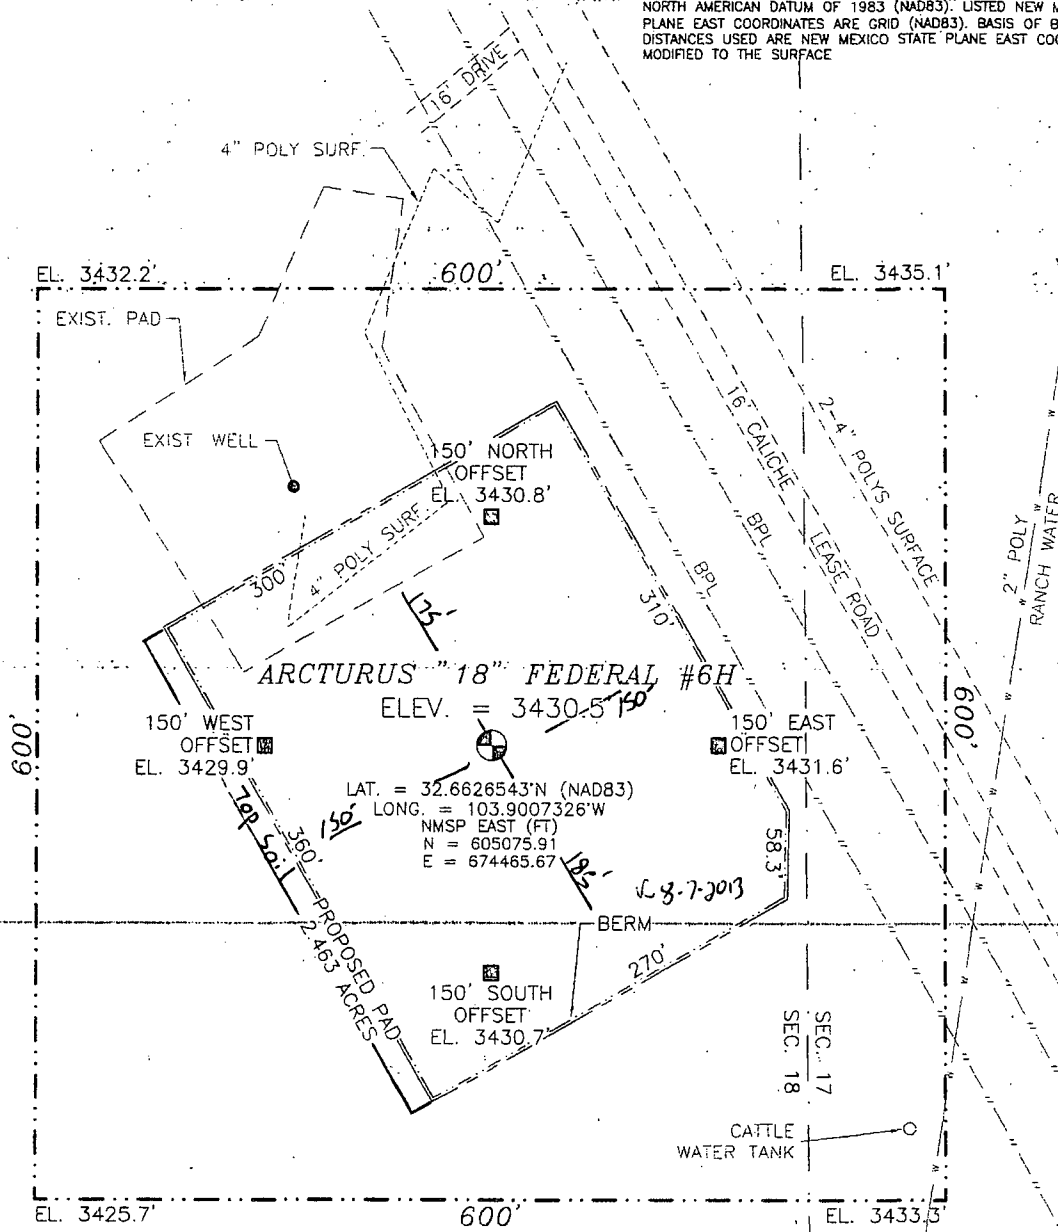 NORTH AMERICAN DATUM OF 1983 (NAD83). LISTED NEW M
PLANE EAST COORDINATES ARE GRID (NAD83). BASIS OF B
DISTANCES USED ARE NEW MEXICO STATE PLANE EAST COO
MODIFIED TO THE SURFACE
16' DRIVE
4" POLY SURF.
EL. 3432.2'
600'
EL. 3435.1'
EXIST. PAD
EXIST WELL
150' NORTH
OFFSET
EL. 3430.8'
16' CALICHE
LEASE ROAD
2-4" POLYS SURFACE
BPL
BPL
2" POLY
RANCH WATER
300'
4" POLY SURF.
310'
175'
ARCTURUS "18" FEDERAL #6H
ELEV. = 3430.5'
150'
600'
150' WEST
OFFSET
EL. 3429.9'
150' EAST
OFFSET
EL. 3431.6'
600'
LAT. = 32.6626543°N (NAD83)
LONG. = 103.9007326°W
NMSP EAST (FT)
N = 605075.91
E = 674465.67
Top Soil
360'
150'
185'
58.3'
8-7-2013
BERM
PROPOSED PAD
2.463 ACRES
270'
150' SOUTH
OFFSET
EL. 3430.7'
SEC. 17
SEC. 18
CATTLE
WATER TANK
EL. 3425.7'
600'
EL. 3433.3'